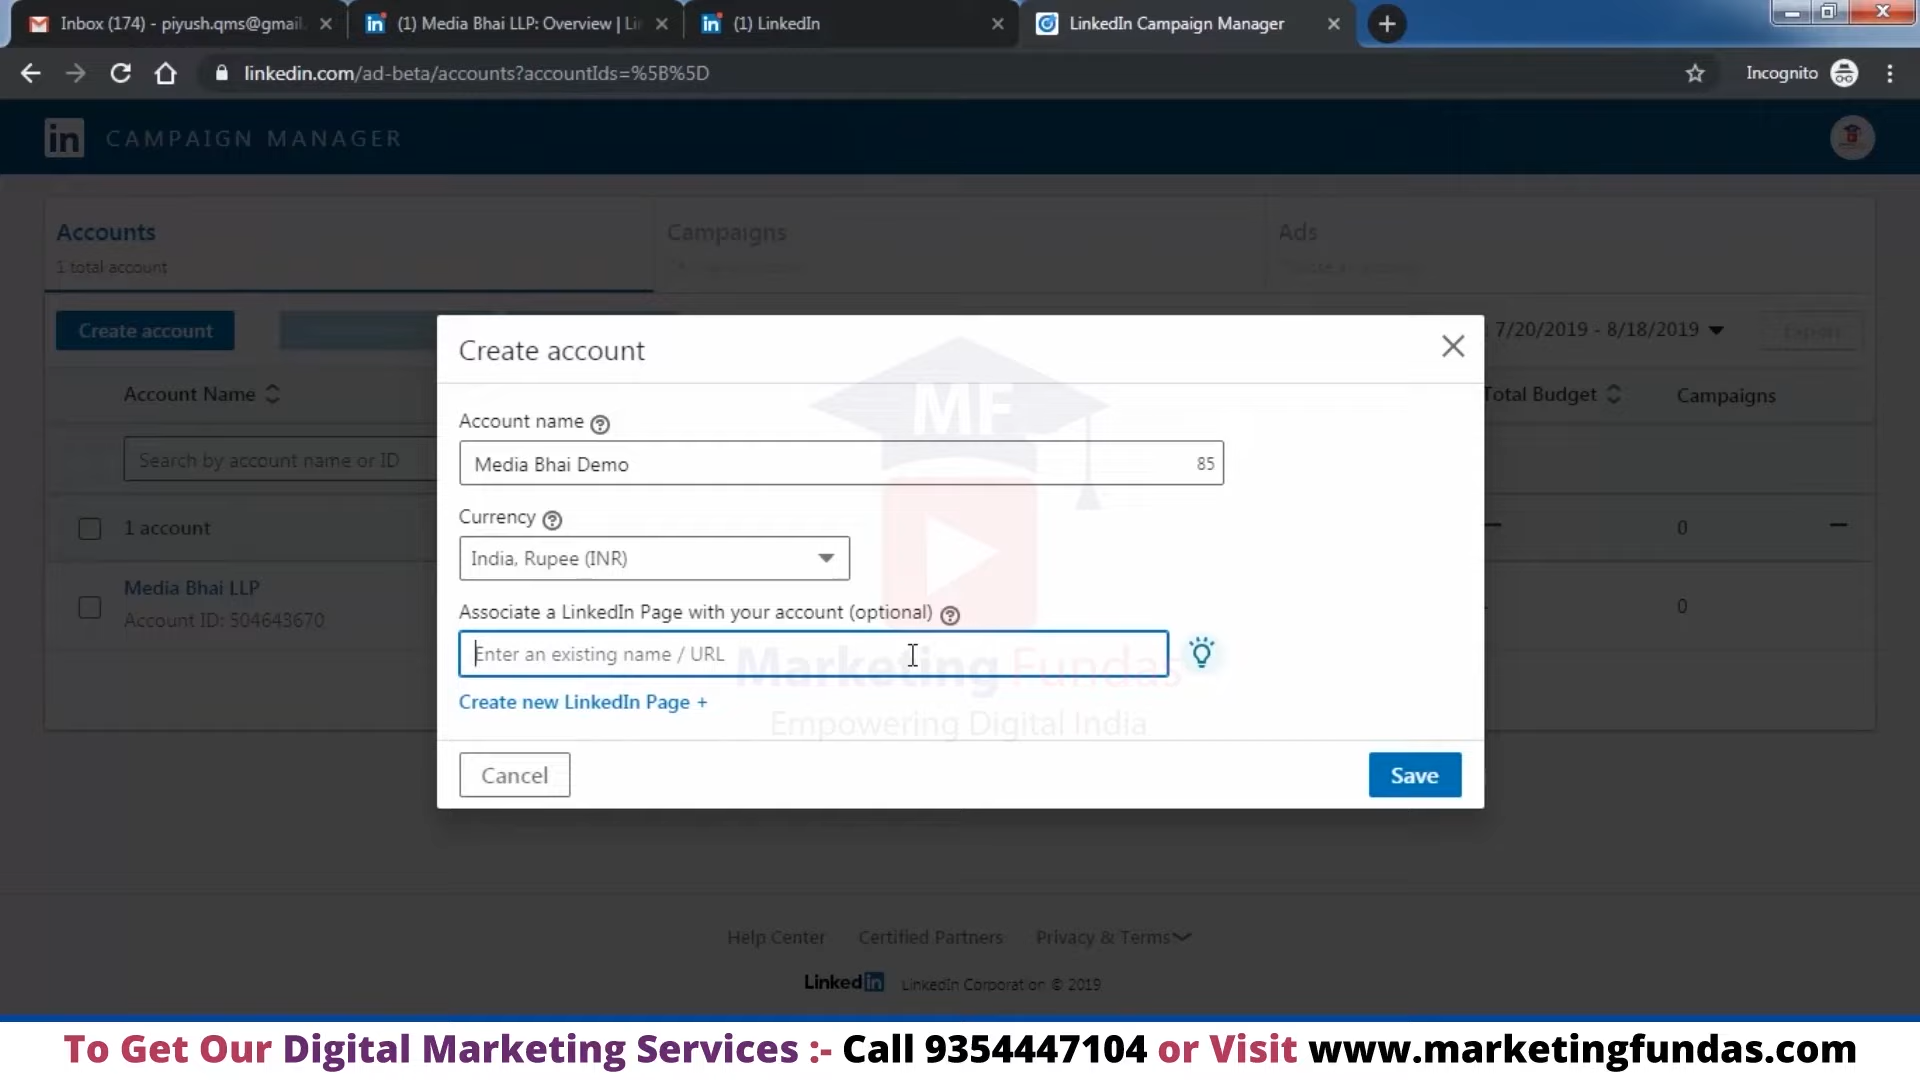 Inbox (174) - piyush.qms@gmail.
(1) Media Bhai LLP: Overview | Li
(1) LinkedIn
LinkedIn Campaign Manager
linkedin.com/ad-beta/accounts?accountIds=%5B%5D
Incognito
in CAMPAIGN MANAGER
Accounts
1 total account
Campaigns
Ads
Create account
7/20/2019 - 8/18/2019
Export
Account Name
Total Budget
Campaigns
Search by account name or ID
1 account
0
Media Bhai LLP
Account ID: 504643670
0
Create account
Account name
Media Bhai Demo
85
Currency
India, Rupee (INR)
Associate a LinkedIn Page with your account (optional)
Enter an existing name / URL
Create new LinkedIn Page +
Cancel
Save
MF
Marketing Fundas
Empowering Digital India
Help Center
Certified Partners
Privacy & Terms
LinkedIn LinkedIn Corporation © 2019
To Get Our Digital Marketing Services :- Call 9354447104 or Visit www.marketingfundas.com